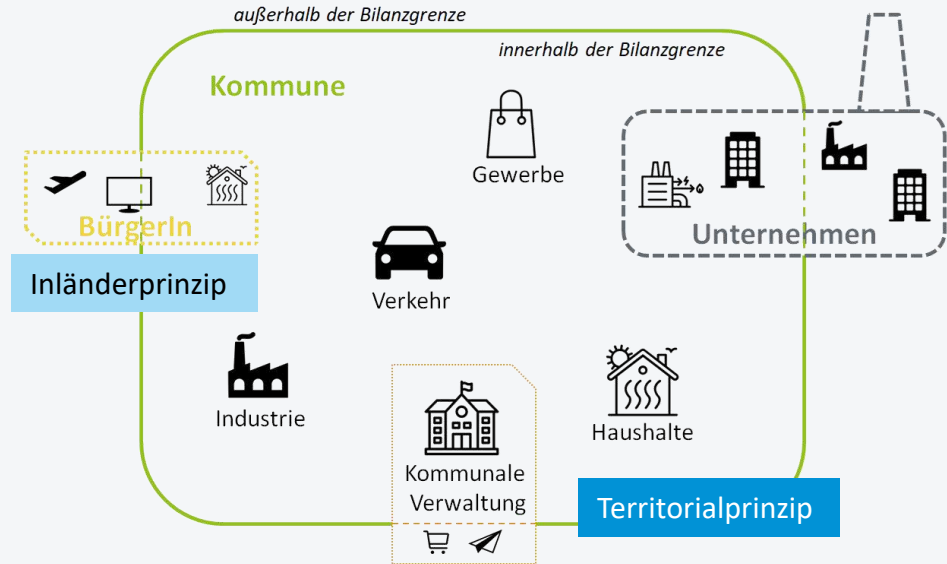 außerhalb der Bilanzgrenze
innerhalb der Bilanzgrenze
Kommune
Gewerbe
BürgerIn
Unternehmen
Inländerprinzip
Verkehr
Industrie
Haushalte
Kommunale
Verwaltung
Territorialprinzip